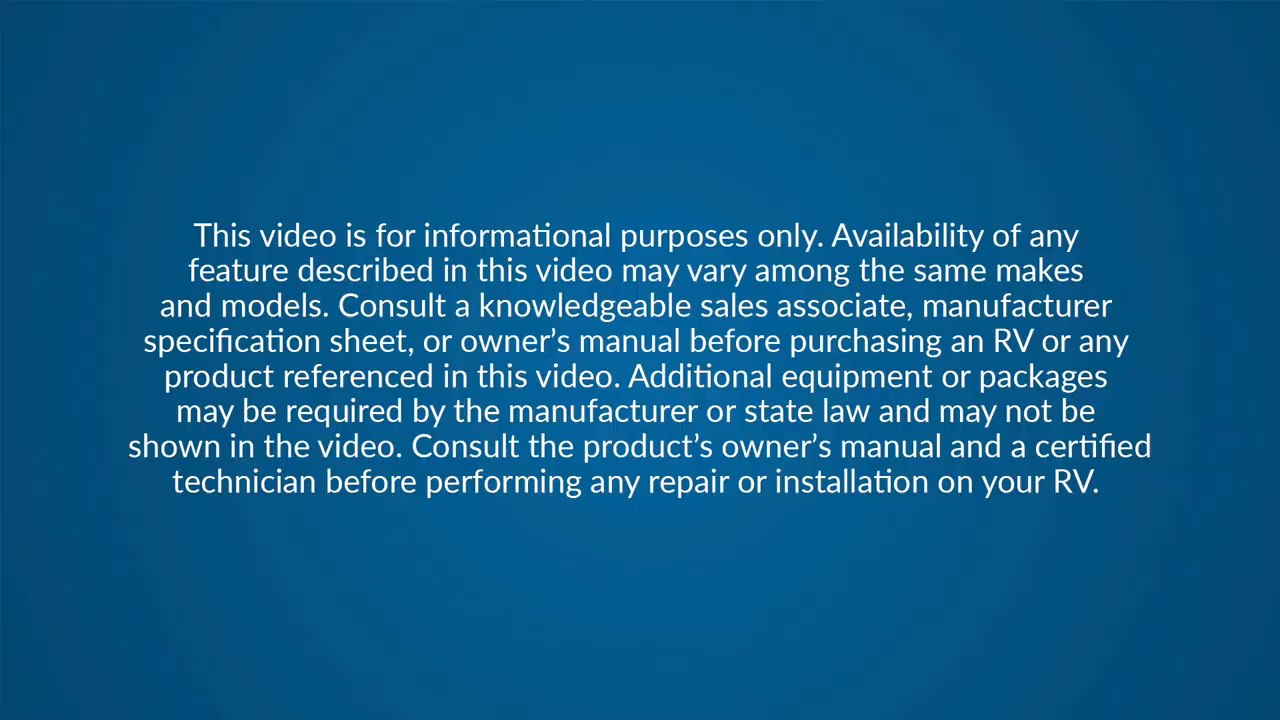 This video is for informational purposes only. Availability of any
feature described in this video may vary among the same makes
and models. Consult a knowledgeable sales associate, manufacturer
specification sheet, or owner’s manual before purchasing an RV or any
product referenced in this video. Additional equipment or packages
may be required by the manufacturer or state law and may not be
shown in the video. Consult the product’s owner’s manual and a certified
technician before performing any repair or installation on your RV.